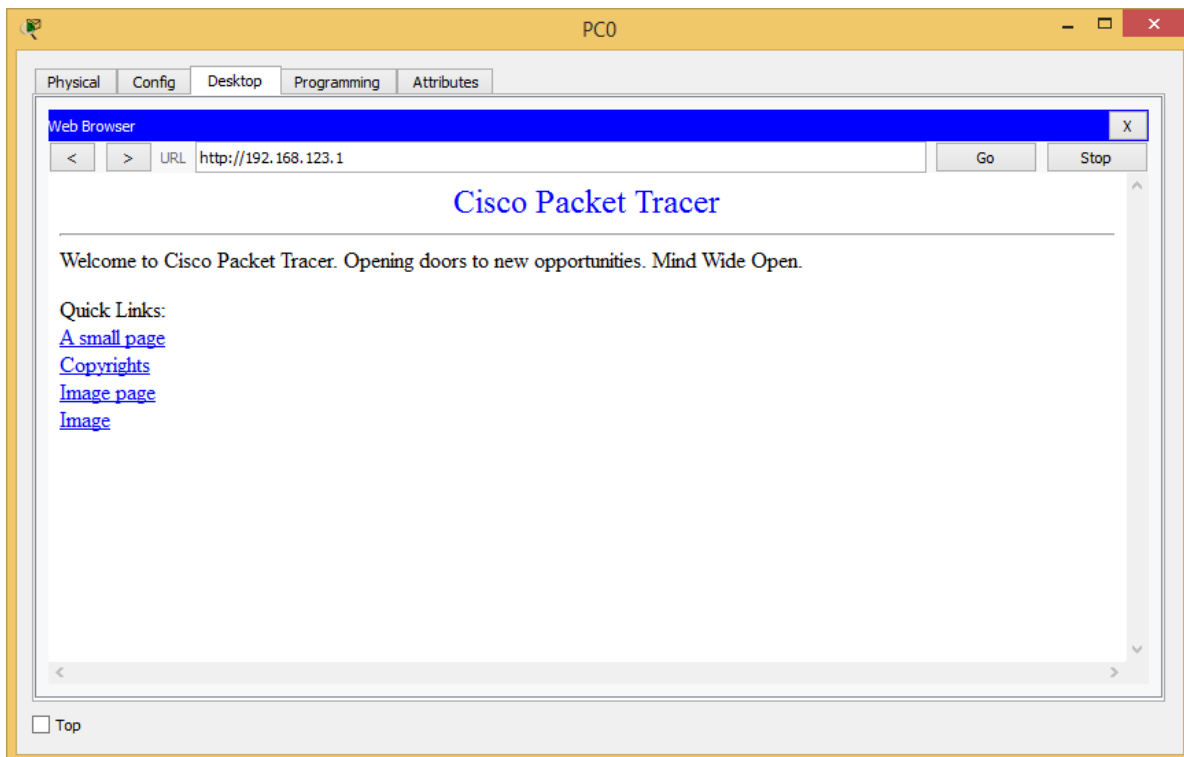 PC0
Physical Config Desktop Programming Attributes
Web Browser X
< > URL http://192.168.123.1 Go Stop
Cisco Packet Tracer
Welcome to Cisco Packet Tracer. Opening doors to new opportunities. Mind Wide Open.
Quick Links:
A small page
Copyrights
Image page
Image
Top